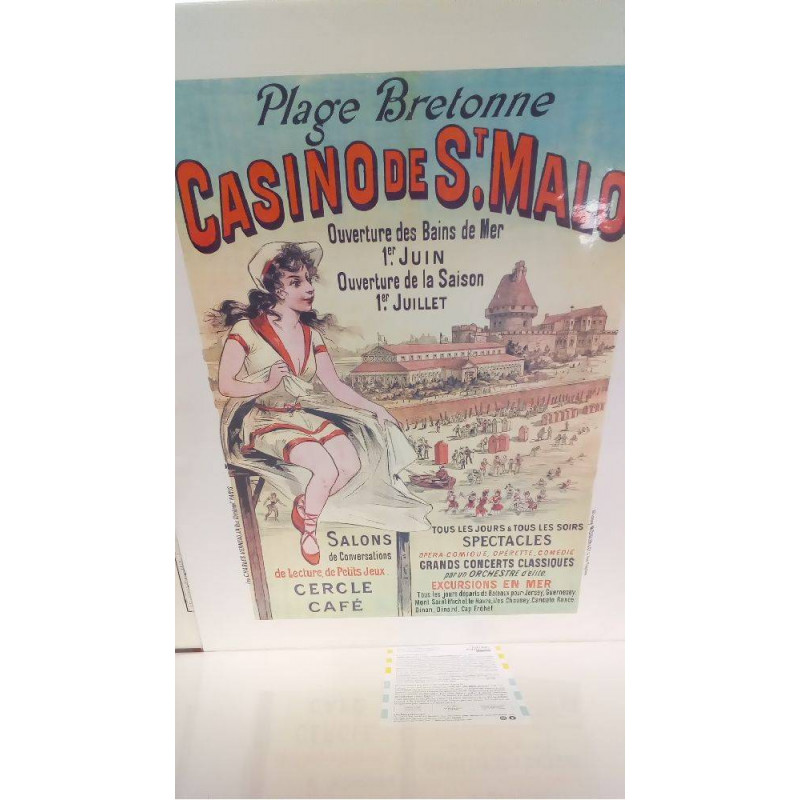 Plage Bretonne
CASINO DE ST. MALO
Ouverture des Bains de Mer
1er. JUIN
Ouverture de la Saison
1er. JUILLET
SALONS
de Conversations
de Lecture, de Petits Jeux.
CERCLE
CAFÉ
TOUS LES JOURS & TOUS LES SOIRS
SPECTACLES
OPÉRA COMIQUE, OPÉRETTE, COMÉDIE
GRANDS CONCERTS CLASSIQUES
par un ORCHESTRE d'élite
EXCURSIONS EN MER
Tous les jours départs de Bateaux pour Jersey, Guernesey
Mont Saint Michel le Havre, Iles Chausey Cancale Rance
Dinan, Dinard, Cap Fréhel